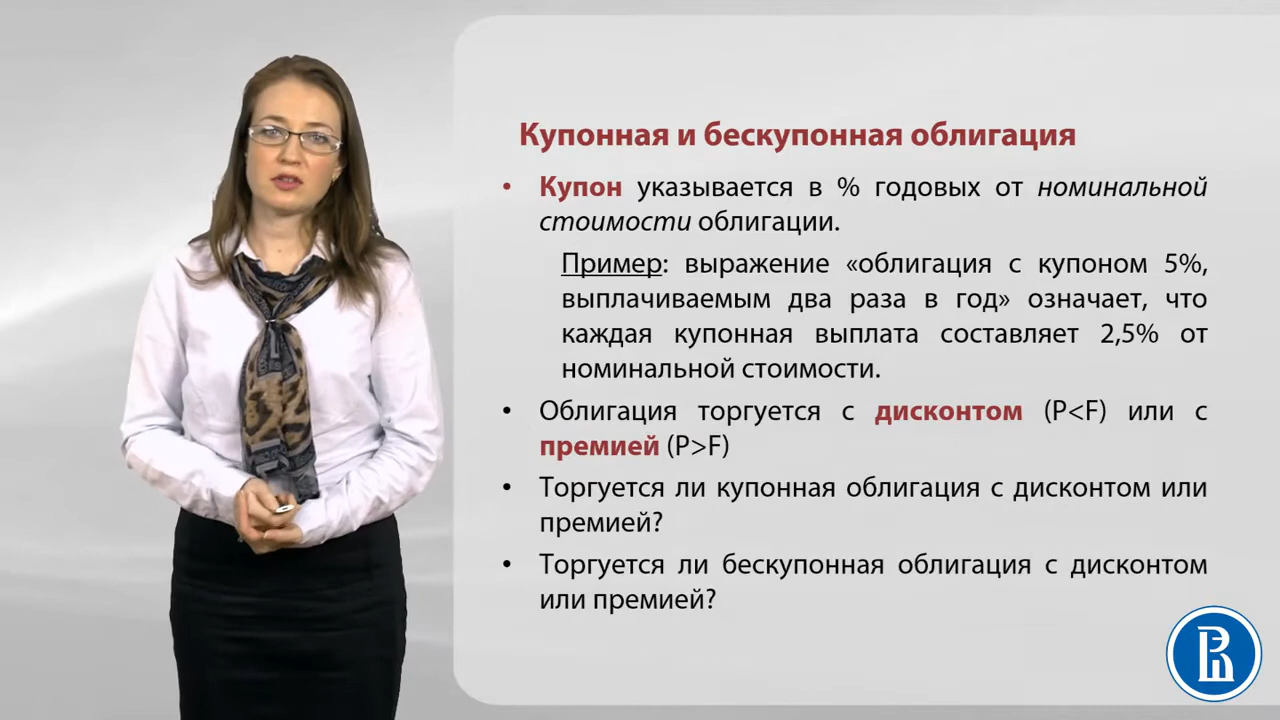 Купонная и бескупонная облигация
• Купон указывается в % годовых от номинальной
стоимости облигации.
Пример: выражение «облигация с купоном 5%,
выплачиваемым два раза в год» означает, что
каждая купонная выплата составляет 2,5% от
номинальной стоимости.
• Облигация торгуется с дисконтом (P<F) или с
премией (P>F)
• Торгуется ли купонная облигация с дисконтом или
премией?
• Торгуется ли бескупонная облигация с дисконтом
или премией?